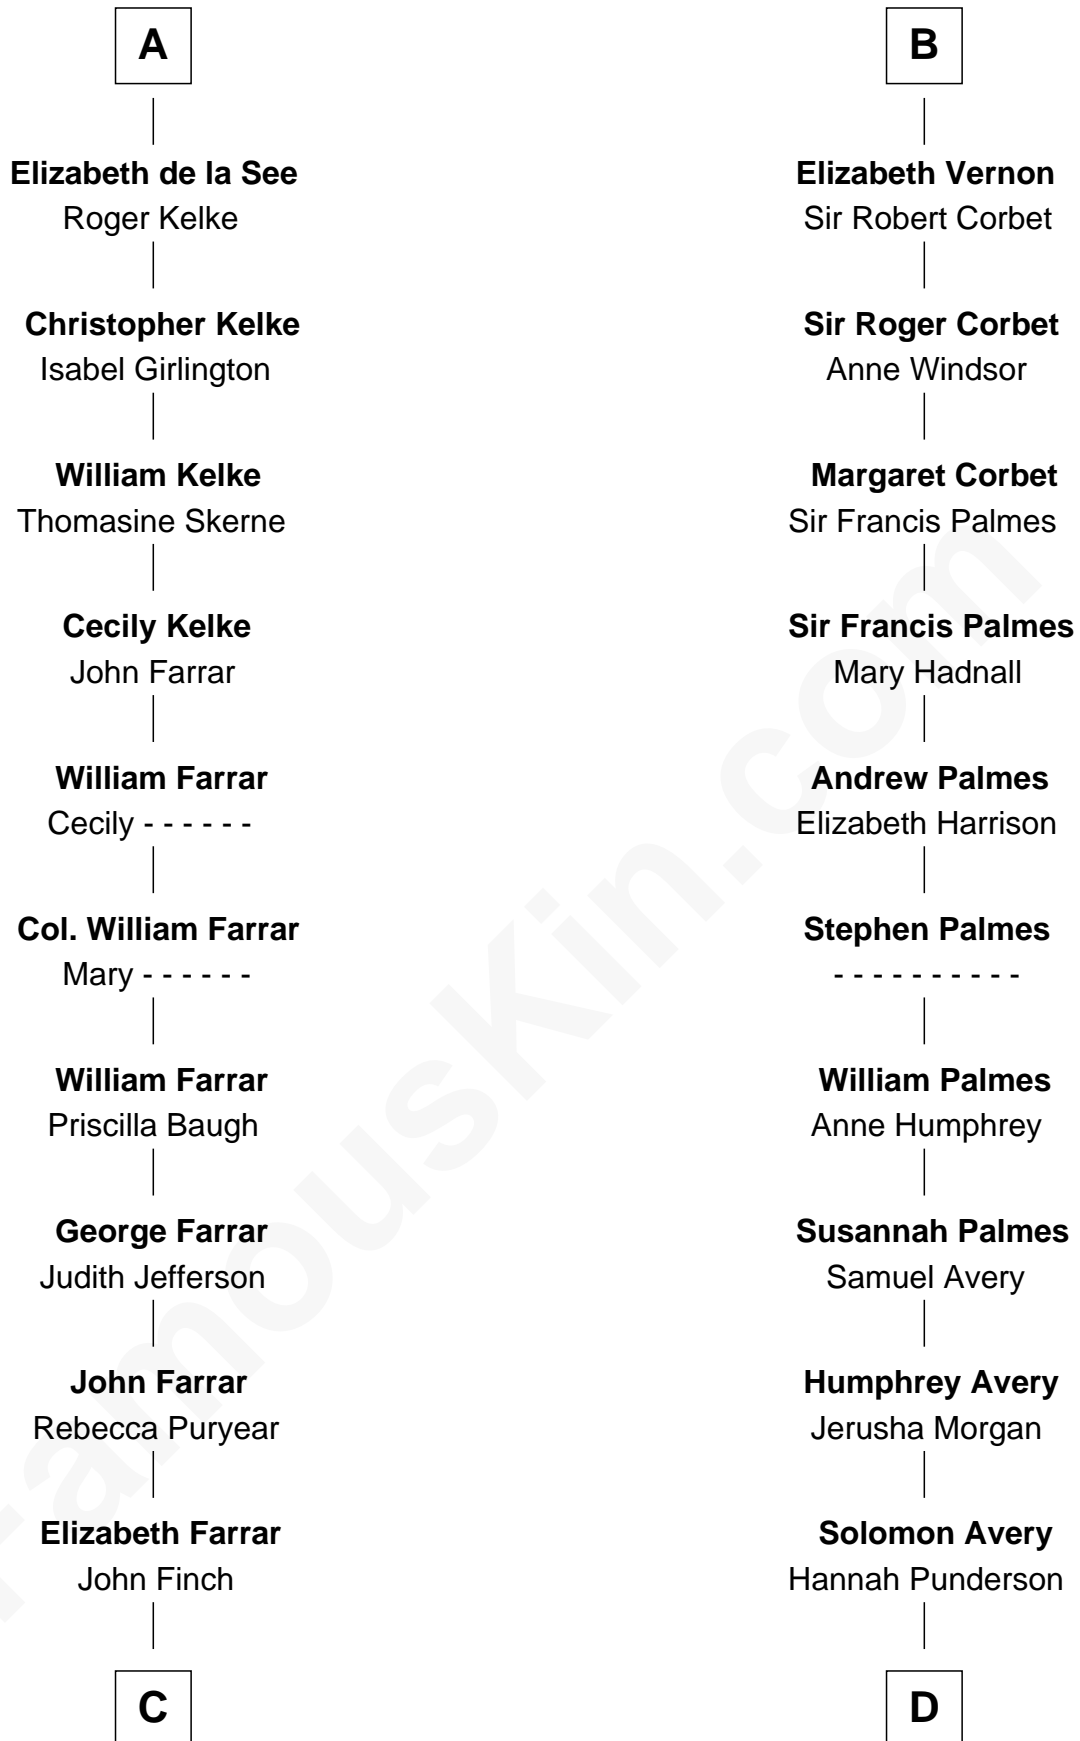 A
Elizabeth de la See
Roger Kelke
Christopher Kelke
Isabel Girlington
William Kelke
Thomasine Skerne
Cecily Kelke
John Farrar
William Farrar
Cecily - - - - - -
Col. William Farrar
Mary - - - - - -
William Farrar
Priscilla Baugh
George Farrar
Judith Jefferson
John Farrar
Rebecca Puryear
Elizabeth Farrar
John Finch
C
B
Elizabeth Vernon
Sir Robert Corbet
Sir Roger Corbet
Anne Windsor
Margaret Corbet
Sir Francis Palmes
Sir Francis Palmes
Mary Hadnall
Andrew Palmes
Elizabeth Harrison
Stephen Palmes
- - - - - - - - - -
William Palmes
Anne Humphrey
Susannah Palmes
Samuel Avery
Humphrey Avery
Jerusha Morgan
Solomon Avery
Hannah Punderson
D
FamousKin.com